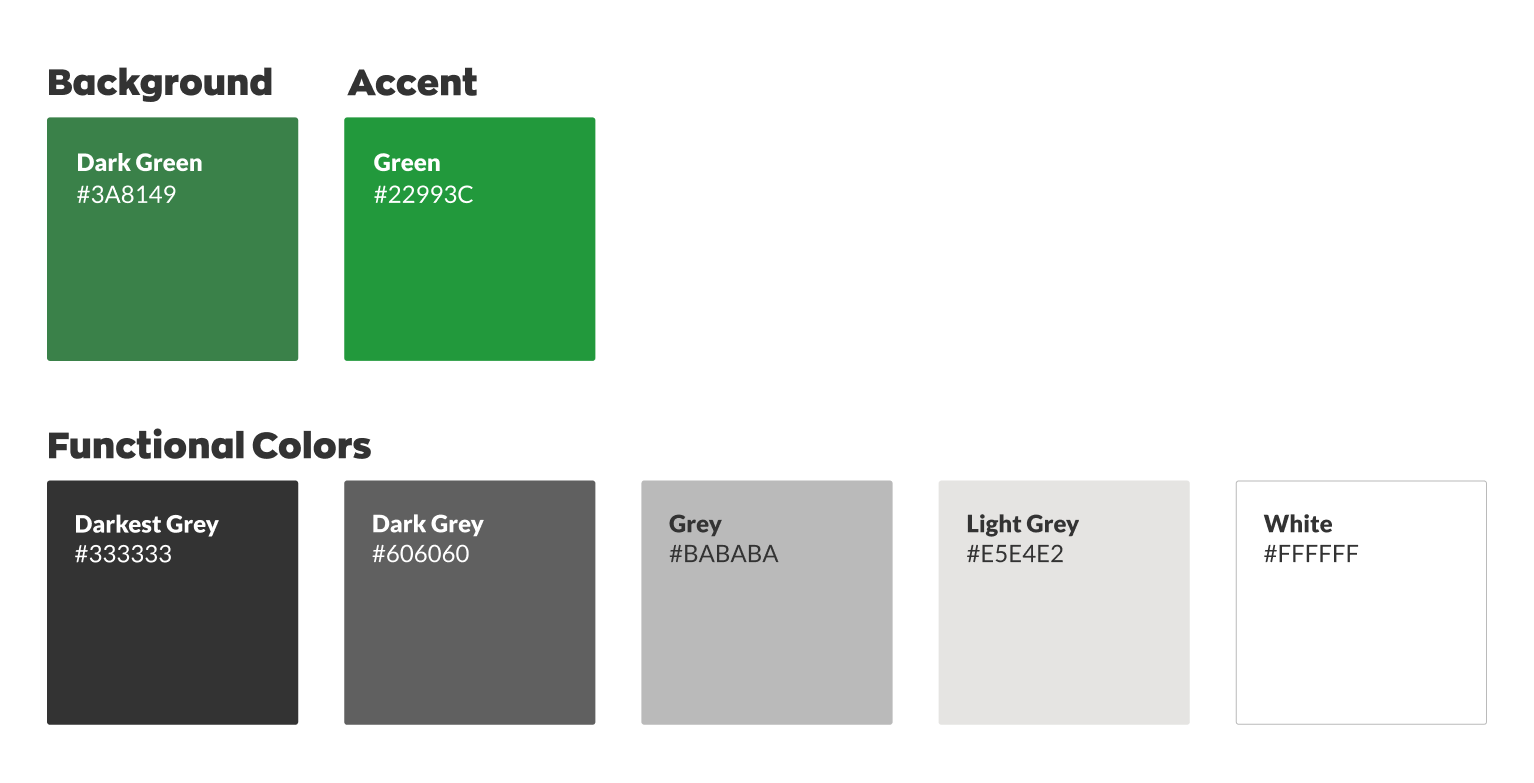 Background
Accent
Dark Green
#3A8149
Green
#22993C
Functional Colors
Darkest Grey
#333333
Dark Grey
#606060
Grey
#BABABA
Light Grey
#E5E4E2
White
#FFFFFF